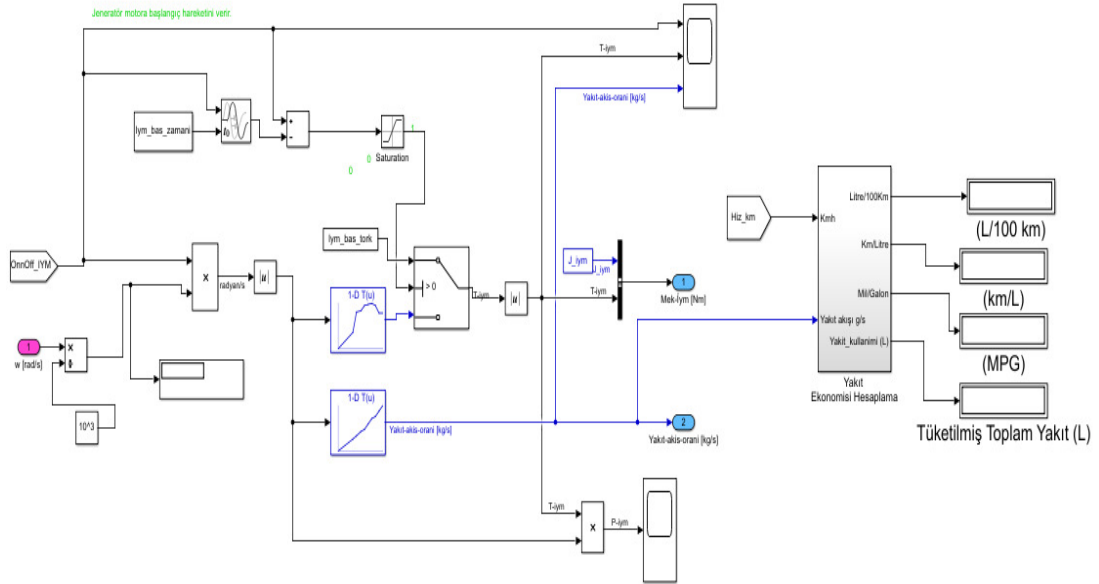 Jeneratör motora başlangıç hareketini verir.
T-iym
Yakıt-akis-orani [kg/s]
Iym_bas_zamani
+
-
1
0
0
Saturation
Hiz_km
Kmh
Litre/100Km
(L/100 km)
Km/Litre
(km/L)
Mil/Galon
(MPG)
Yakıt akışı g/s
Yakit_kullanimi (L)
Yakıt
Ekonomisi Hesaplama
Tüketilmiş Toplam Yakıt (L)
OnnOff_IYM
×
radyan/s
|u|
Iym_bas_tork
> 0
T-iym
|u|
J_iym
J_iym
T-iym
1
Mek-İym [Nm]
1-D T(u)
1
w [rad/s]
×
÷
10^3
1-D T(u)
Yakıt-akis-orani [kg/s]
2
Yakıt-akis-orani [kg/s]
T-iym
×
P-iym